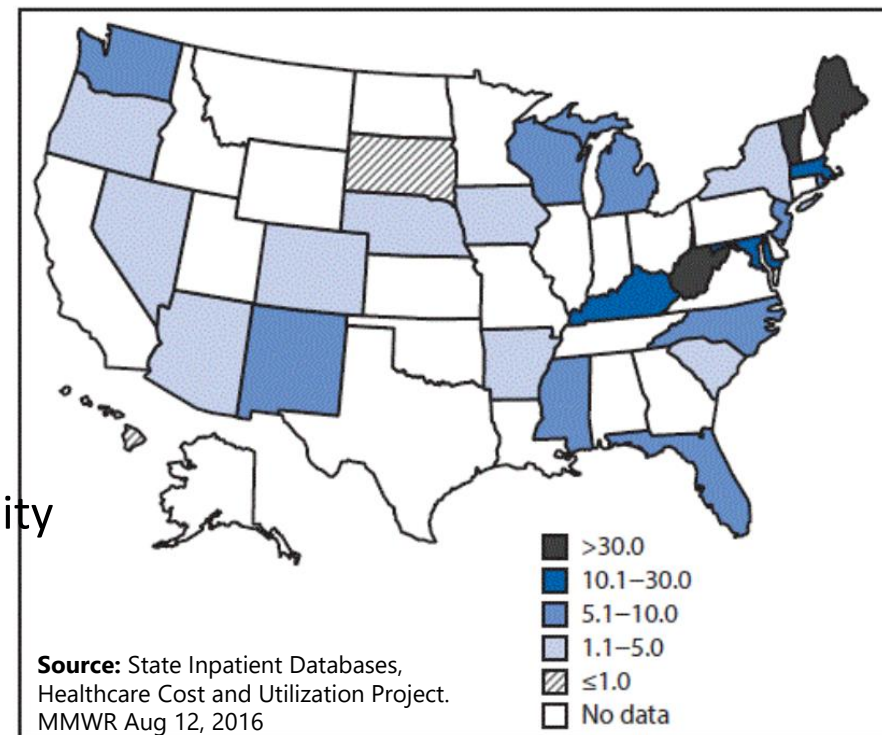 ity
>30.0
10.1–30.0
5.1–10.0
1.1–5.0
≤1.0
No data
Source: State Inpatient Databases,
Healthcare Cost and Utilization Project.
MMWR Aug 12, 2016